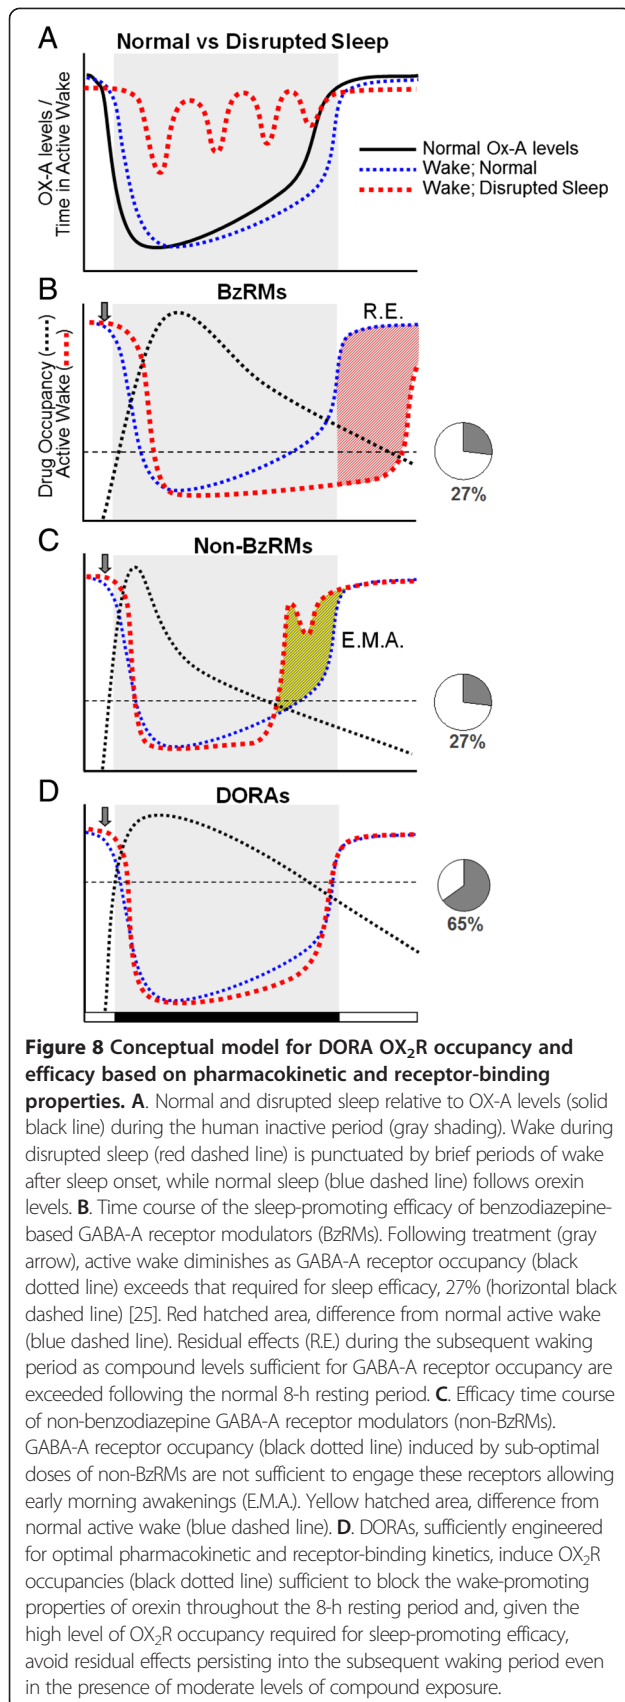 A
Normal vs Disrupted Sleep
OX-A levels /
Time in Active Wake
Normal Ox-A levels
Wake; Normal
Wake; Disrupted Sleep
B
BzRMs
R.E.
Drug Occupancy (·····)
Active Wake ( )
27%
C
Non-BzRMs
E.M.A.
27%
D
DORAs
65%
Figure 8 Conceptual model for DORA OX₂R occupancy and
efficacy based on pharmacokinetic and receptor-binding
properties. A. Normal and disrupted sleep relative to OX-A levels (solid
black line) during the human inactive period (gray shading). Wake during
disrupted sleep (red dashed line) is punctuated by brief periods of wake
after sleep onset, while normal sleep (blue dashed line) follows orexin
levels. B. Time course of the sleep-promoting efficacy of benzodiazepine-
based GABA-A receptor modulators (BzRMs). Following treatment (gray
arrow), active wake diminishes as GABA-A receptor occupancy (black
dotted line) exceeds that required for sleep efficacy, 27% (horizontal black
dashed line) [25]. Red hatched area, difference from normal active wake
(blue dashed line). Residual effects (R.E.) during the subsequent waking
period as compound levels sufficient for GABA-A receptor occupancy are
exceeded following the normal 8-h resting period. C. Efficacy time course
of non-benzodiazepine GABA-A receptor modulators (non-BzRMs).
GABA-A receptor occupancy (black dotted line) induced by sub-optimal
doses of non-BzRMs are not sufficient to engage these receptors allowing
early morning awakenings (E.M.A.). Yellow hatched area, difference from
normal active wake (blue dashed line). D. DORAs, sufficiently engineered
for optimal pharmacokinetic and receptor-binding kinetics, induce OX₂R
occupancies (black dotted line) sufficient to block the wake-promoting
properties of orexin throughout the 8-h resting period and, given the
high level of OX₂R occupancy required for sleep-promoting efficacy,
avoid residual effects persisting into the subsequent waking period even
in the presence of moderate levels of compound exposure.